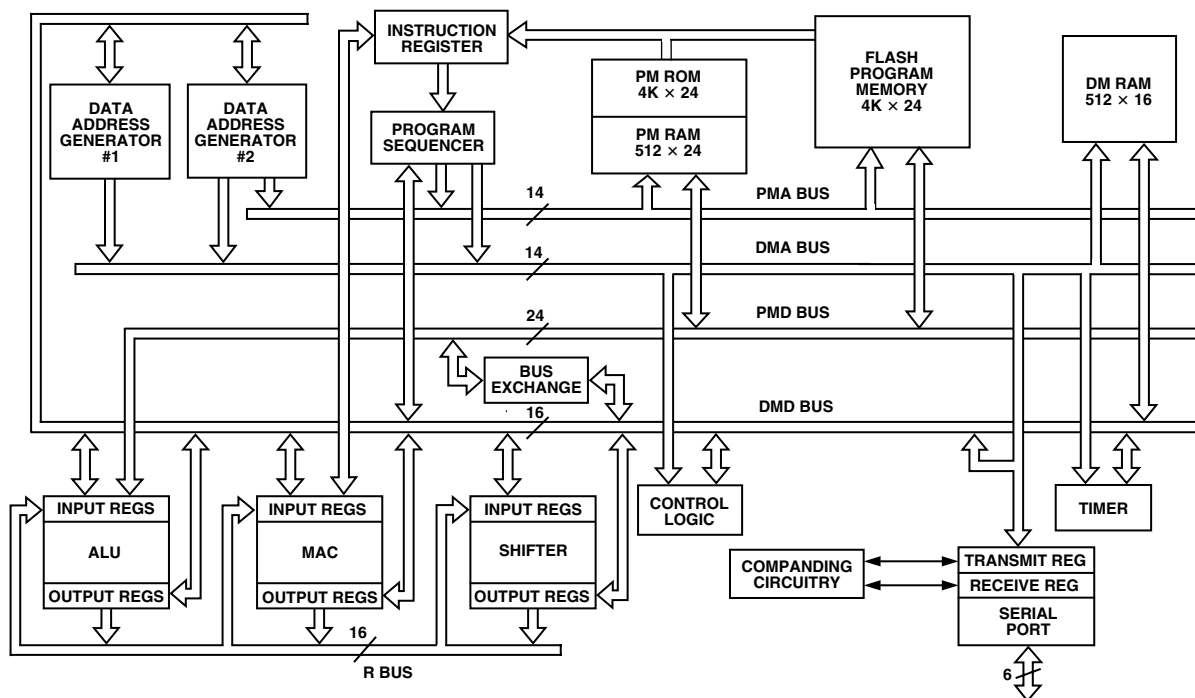 INSTRUCTION
REGISTER
DATA
ADDRESS
GENERATOR
#1
DATA
ADDRESS
GENERATOR
#2
PROGRAM
SEQUENCER
PM ROM
4K × 24
PM RAM
512 × 24
FLASH
PROGRAM
MEMORY
4K × 24
DM RAM
512 × 16
14
PMA BUS
14
DMA BUS
24
PMD BUS
BUS
EXCHANGE
16
DMD BUS
INPUT REGS
ALU
OUTPUT REGS
INPUT REGS
MAC
OUTPUT REGS
INPUT REGS
SHIFTER
OUTPUT REGS
16
R BUS
CONTROL
LOGIC
TIMER
COMPANDING
CIRCUITRY
TRANSMIT REG
RECEIVE REG
SERIAL
PORT
6